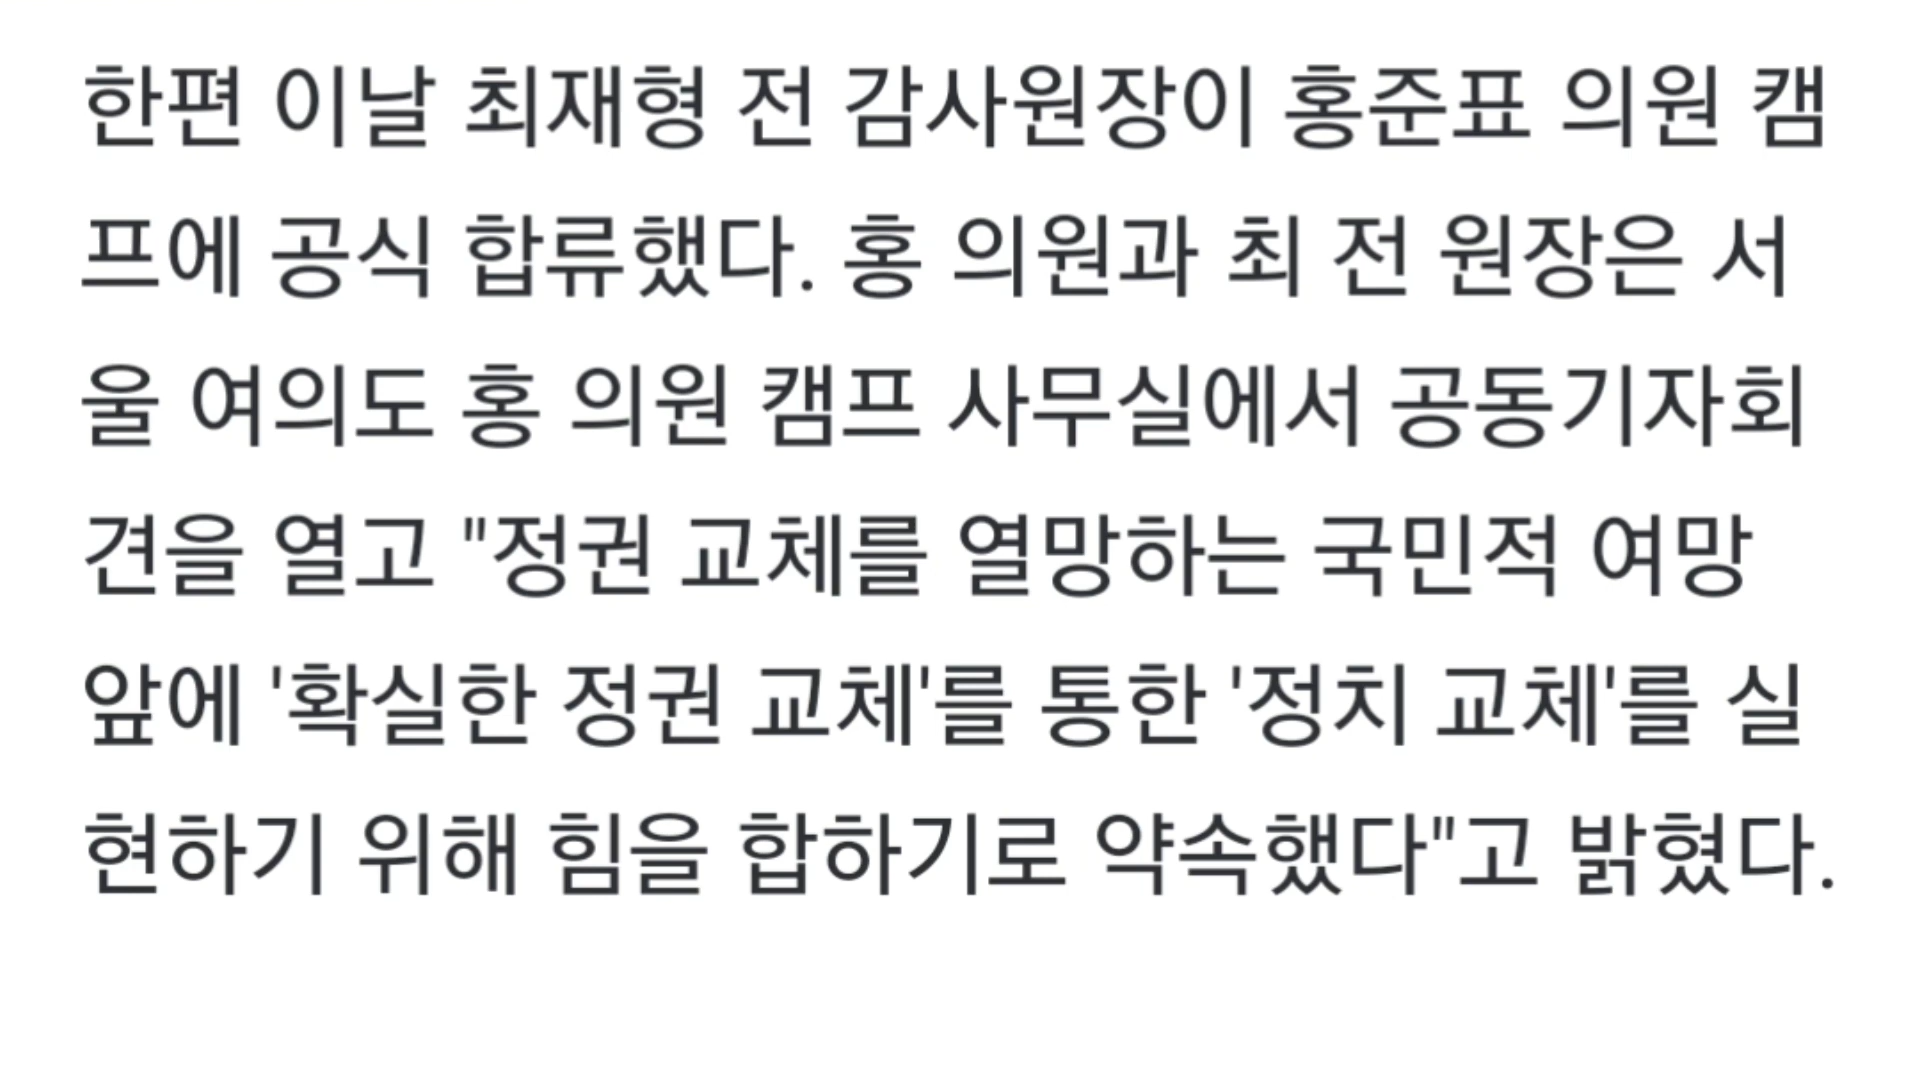 한편 이날 최재형 전 감사원장이 홍준표 의원 캠
프에 공식 합류했다. 홍 의원과 최 전 원장은 서
울 여의도 홍 의원 캠프 사무실에서 공동기자회
견을 열고 "정권 교체를 열망하는 국민적 여망
앞에 '확실한 정권 교체'를 통한 '정치 교체'를 실
현하기 위해 힘을 합하기로 약속했다"고 밝혔다.